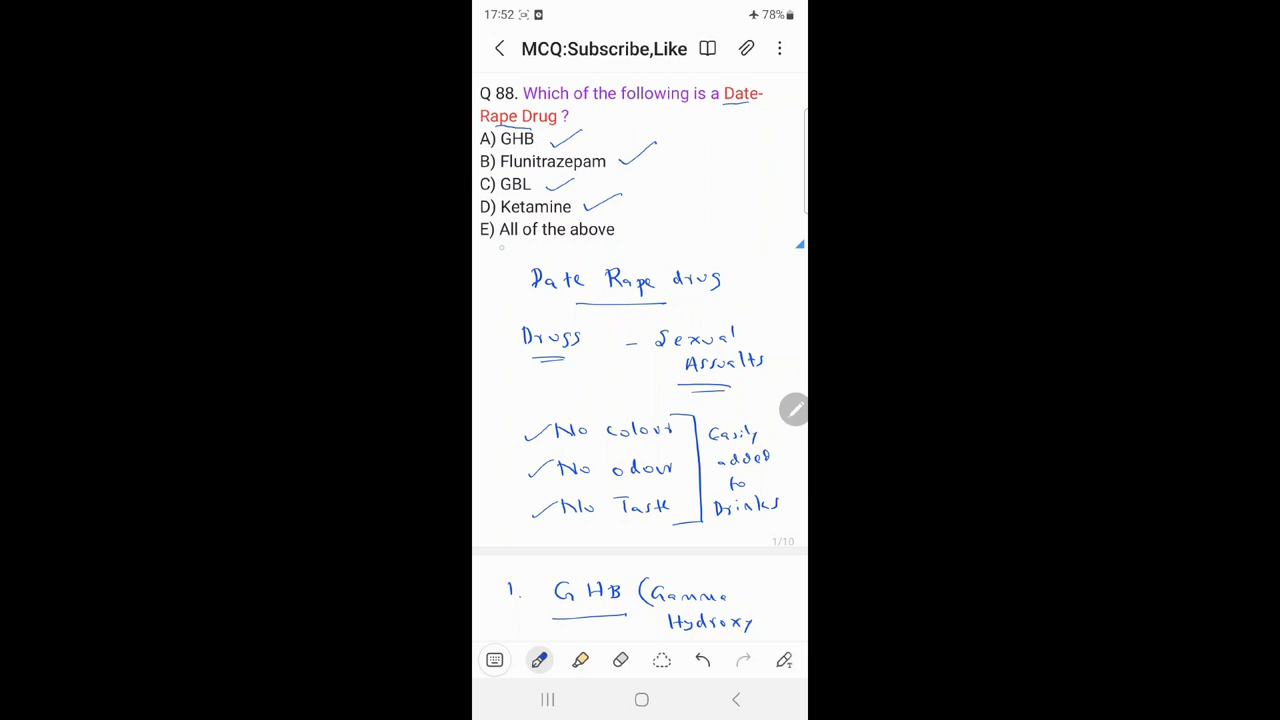 17:52 78%
MCQ:Subscribe,Like
Q 88. Which of the following is a Date-
Rape Drug ?
A) GHB
B) Flunitrazepam
C) GBL
D) Ketamine
E) All of the above
Date Rape drug
Drugs - Sexual
Assualts
No colour
No odour
No Taste
Easily
added
to
Drinks
1/10
1. GHB (Gamma
Hydroxy